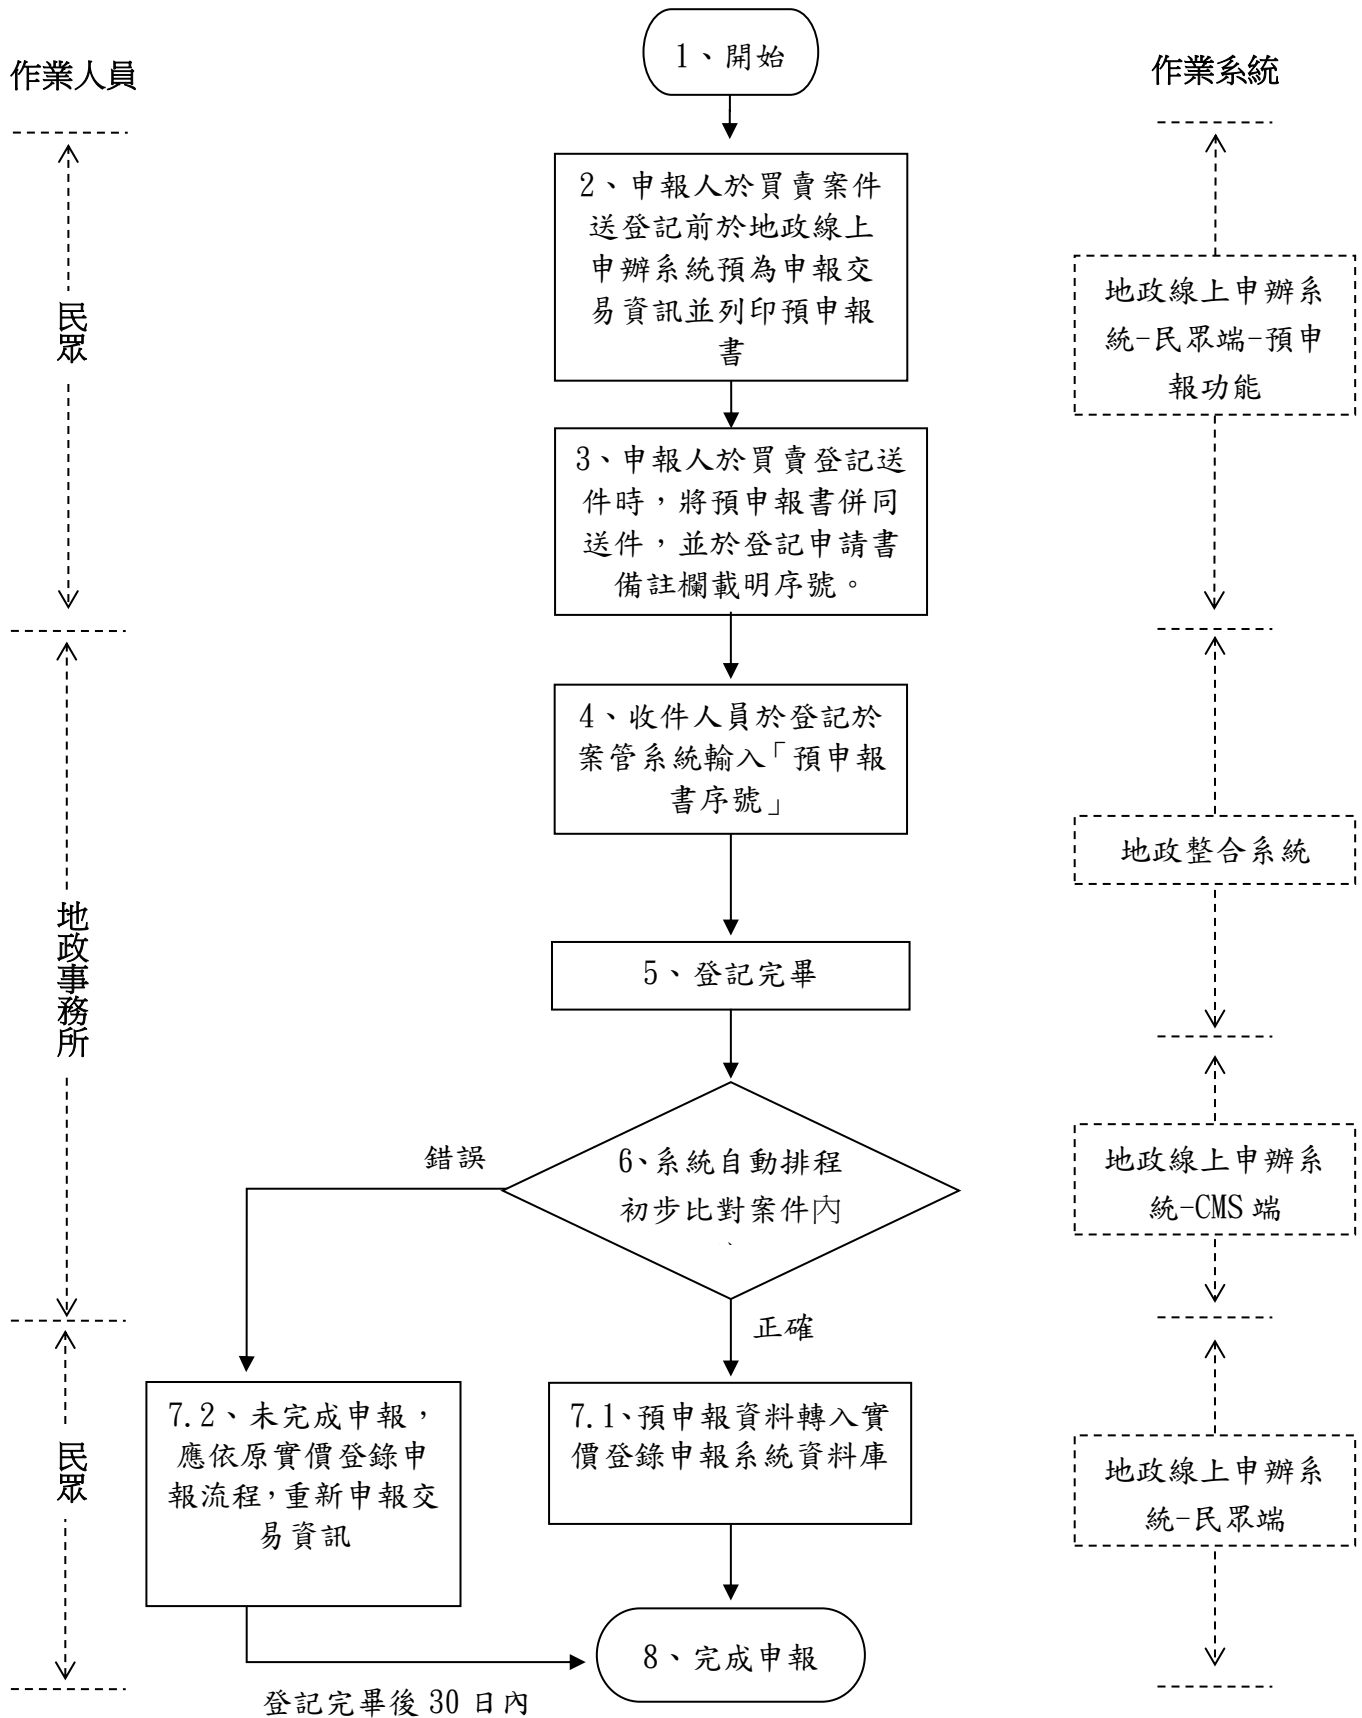 1、開始
作業人員
作業系統
2、申報人於買賣案件
送登記前於地政線上
申辦系統預為申報交
易資訊並列印預申報
書
民眾
地政線上申辦系
統-民眾端-預申
報功能
3、申報人於買賣登記送
件時，將預申報書併同
送件，並於登記申請書
備註欄載明序號。
4、收件人員於登記於
案管系統輸入「預申報
書序號」
地政整合系統
地政事務所
5、登記完畢
錯誤
6、系統自動排程
初步比對案件內
地政線上申辦系
統-CMS 端
正確
7.2、未完成申報，
應依原實價登錄申
報流程，重新申報交
易資訊
7.1、預申報資料轉入實
價登錄申報系統資料庫
民眾
地政線上申辦系
統-民眾端
8、完成申報
登記完畢後 30 日內